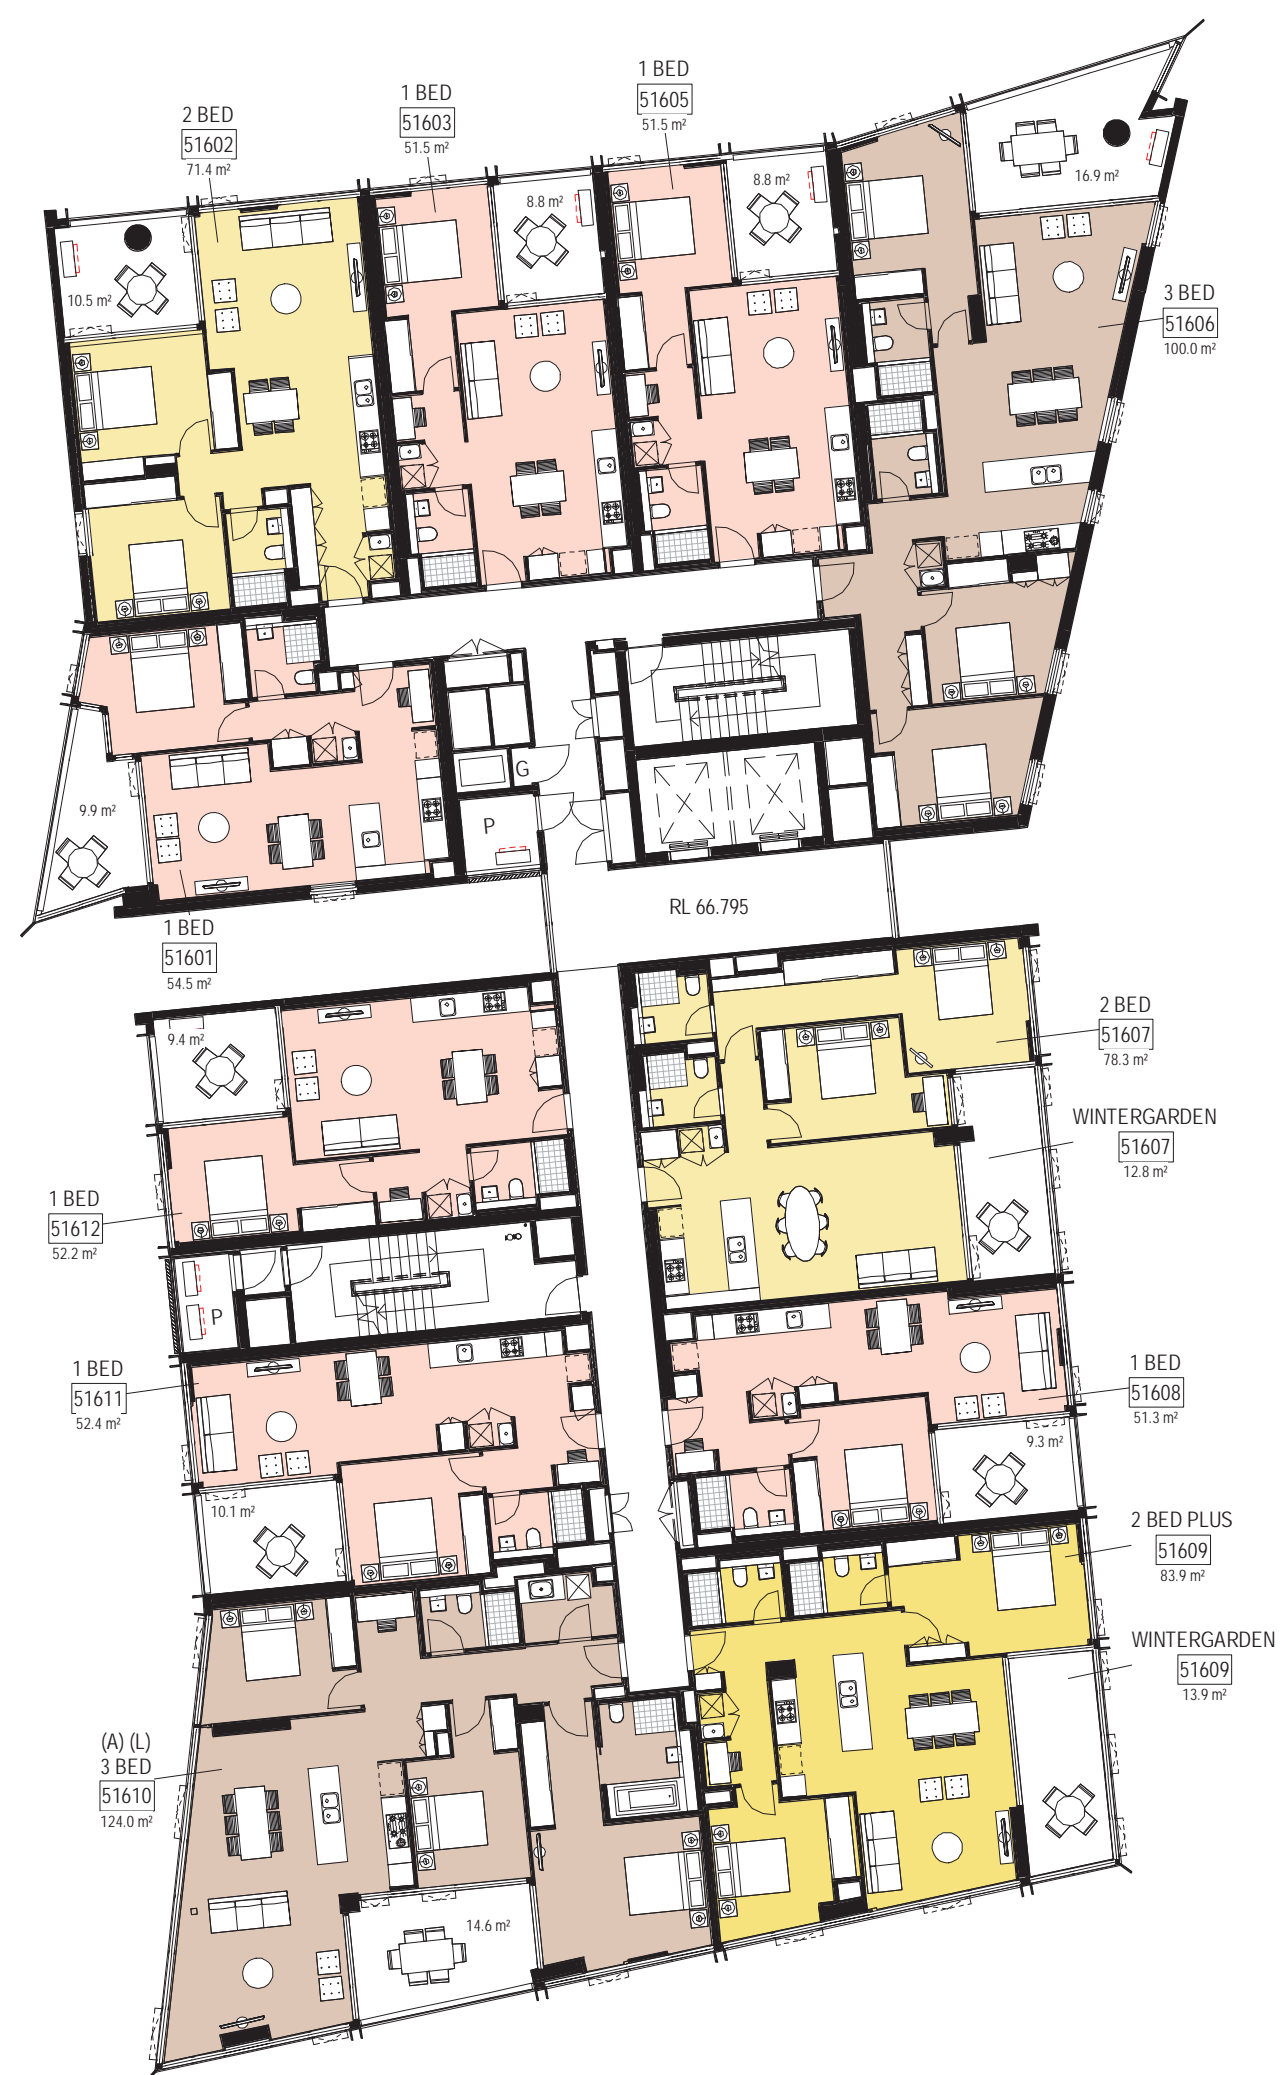 1 BED
51605
51.5 m²
1 BED
51603
51.5 m²
2 BED
51602
71.4 m²
16.9 m²
8.8 m²
8.8 m²
10.5 m²
3 BED
51606
100.0 m²
G
P
9.9 m²
RL 66.795
1 BED
51601
54.5 m²
2 BED
51607
78.3 m²
9.4 m²
WINTERGARDEN
51607
12.8 m²
1 BED
51612
52.2 m²
P
1 BED
51611
52.4 m²
1 BED
51608
51.3 m²
9.3 m²
10.1 m²
2 BED PLUS
51609
83.9 m²
WINTERGARDEN
51609
13.9 m²
(A) (L)
3 BED
51610
124.0 m²
14.6 m²